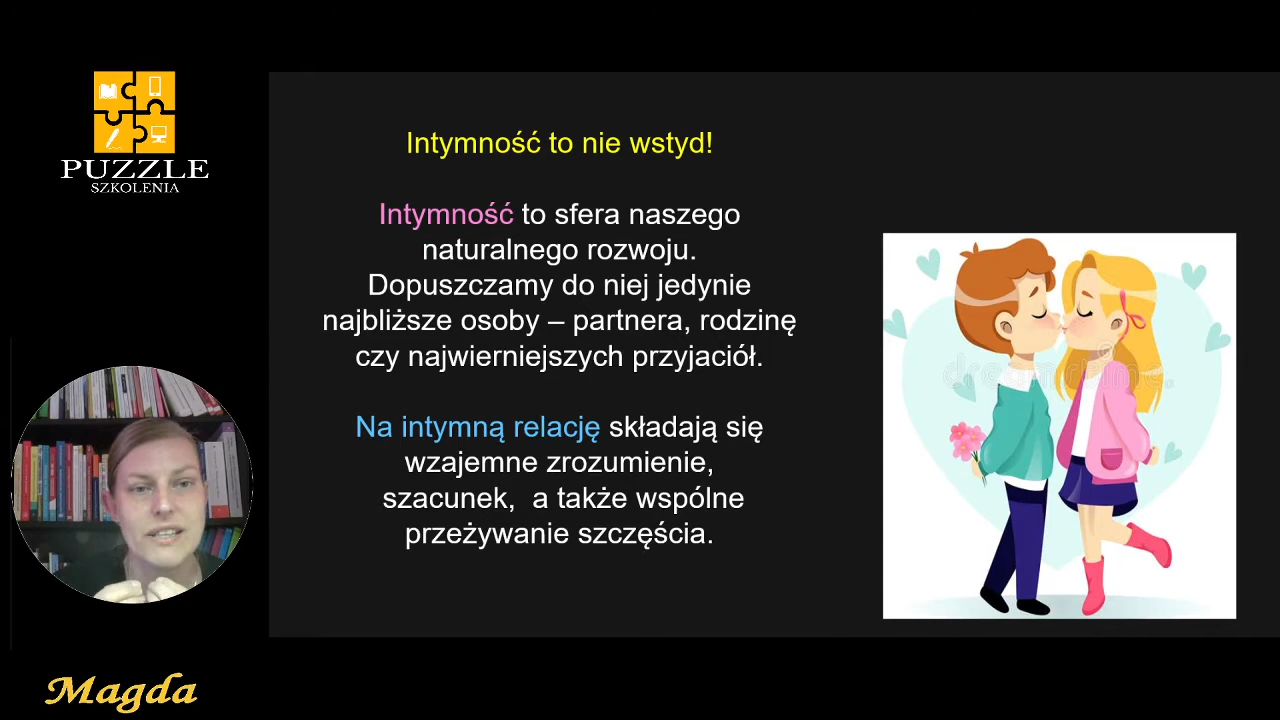 PUZZLE
SZKOLENIA
Intymność to nie wstyd!
Intymność to sfera naszego
naturalnego rozwoju.
Dopuszczamy do niej jedynie
najbliższe osoby – partnera, rodzinę
czy najwierniejszych przyjaciół.
Na intymną relację składają się
wzajemne zrozumienie,
szacunek,  a także wspólne
przeżywanie szczęścia.
dreamstime.
Magda